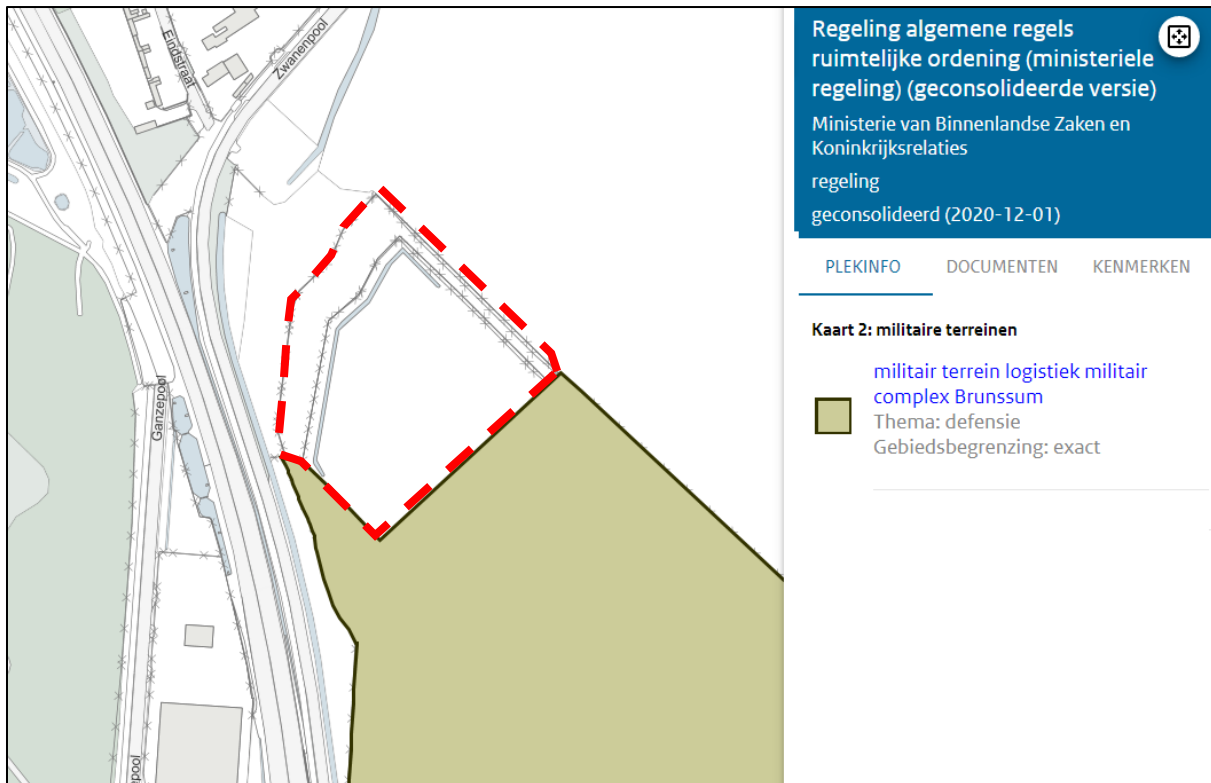 Eindstraat
Zwanenpool
Ganzepool
pool
Regeling algemene regels
ruimtelijke ordening (ministeriele
regeling) (geconsolideerde versie)
Ministerie van Binnenlandse Zaken en
Koninkrijksrelaties
regeling
geconsolideerd (2020-12-01)
PLEKINFO DOCUMENTEN KENMERKEN
Kaart 2: militaire terreinen
militair terrein logistiek militair
complex Brunssum
Thema: defensie
Gebiedsbegrenzing: exact